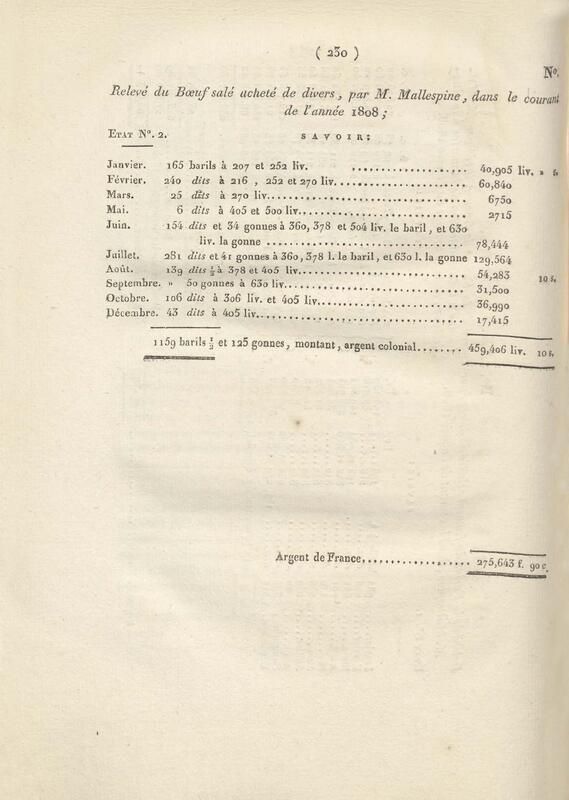 ( 230 )
N°.
Relevé du Bœuf salé acheté de divers, par M. Mallespine, dans le courant
de l'année 1808;
ETAT N°. 2.
SAVOIR:
Janvier. 165 barils à 207 et 252 liv. .................... 40,905 liv. » s.
Février. 240 dits à 216, 252 et 270 liv. .................... 60,840
Mars. 25 dits à 270 liv. .................... 6750
Mai. 6 dits à 405 et 500 liv. .................... 2715
Juin. 154 dits et 34 gonnes à 360, 378 et 504 liv. le baril, et 630
liv. la gonne .................... 78,444
Juillet. 281 dits et 41 gonnes à 360, 378 l. le baril, et 630 l. la gonne 129,564
Août. 139 dits ½ à 378 et 405 liv. .................... 54,283 10 s.
Septembre. » 50 gonnes à 630 liv. .................... 31,500
Octobre. 106 dits à 306 liv. et 405 liv. .................... 36,990
Décembre. 43 dits à 405 liv. .................... 17,415
1159 barils ½ et 125 gonnes, montant, argent colonial........ 459,406 liv. 10 s.
Argent de France.................... 275,643 f. 90 c.